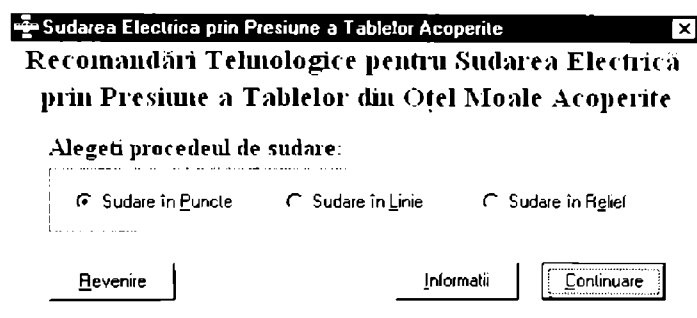 Sudarea Electrica prin Presiune a Tablelor Acoperite
Recomandări Tehnologice pentru Sudarea Electrică
prin Presiune a Tablelor din Oțel Moale Acoperite
Alegeti procedeul de sudare:
Sudare în Puncte Sudare în Linie Sudare în Relief
Revenire Informatii Continuare